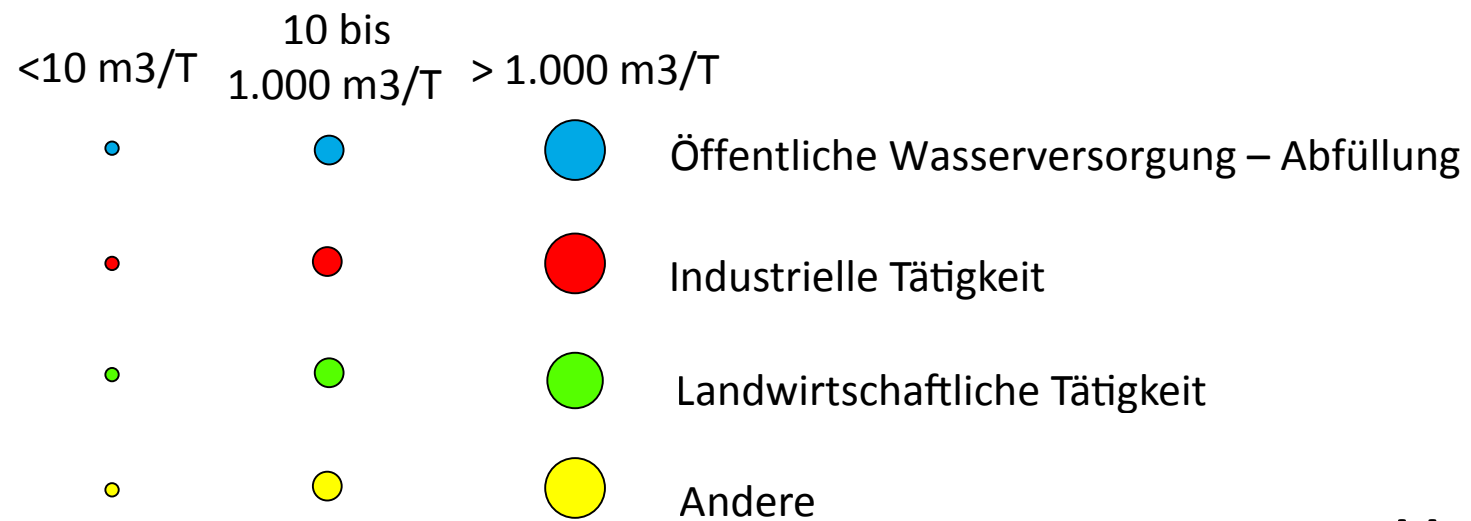 <10 m3/T
10 bis
1.000 m3/T
> 1.000 m3/T
Öffentliche Wasserversorgung – Abfüllung
Industrielle Tätigkeit
Landwirtschaftliche Tätigkeit
Andere